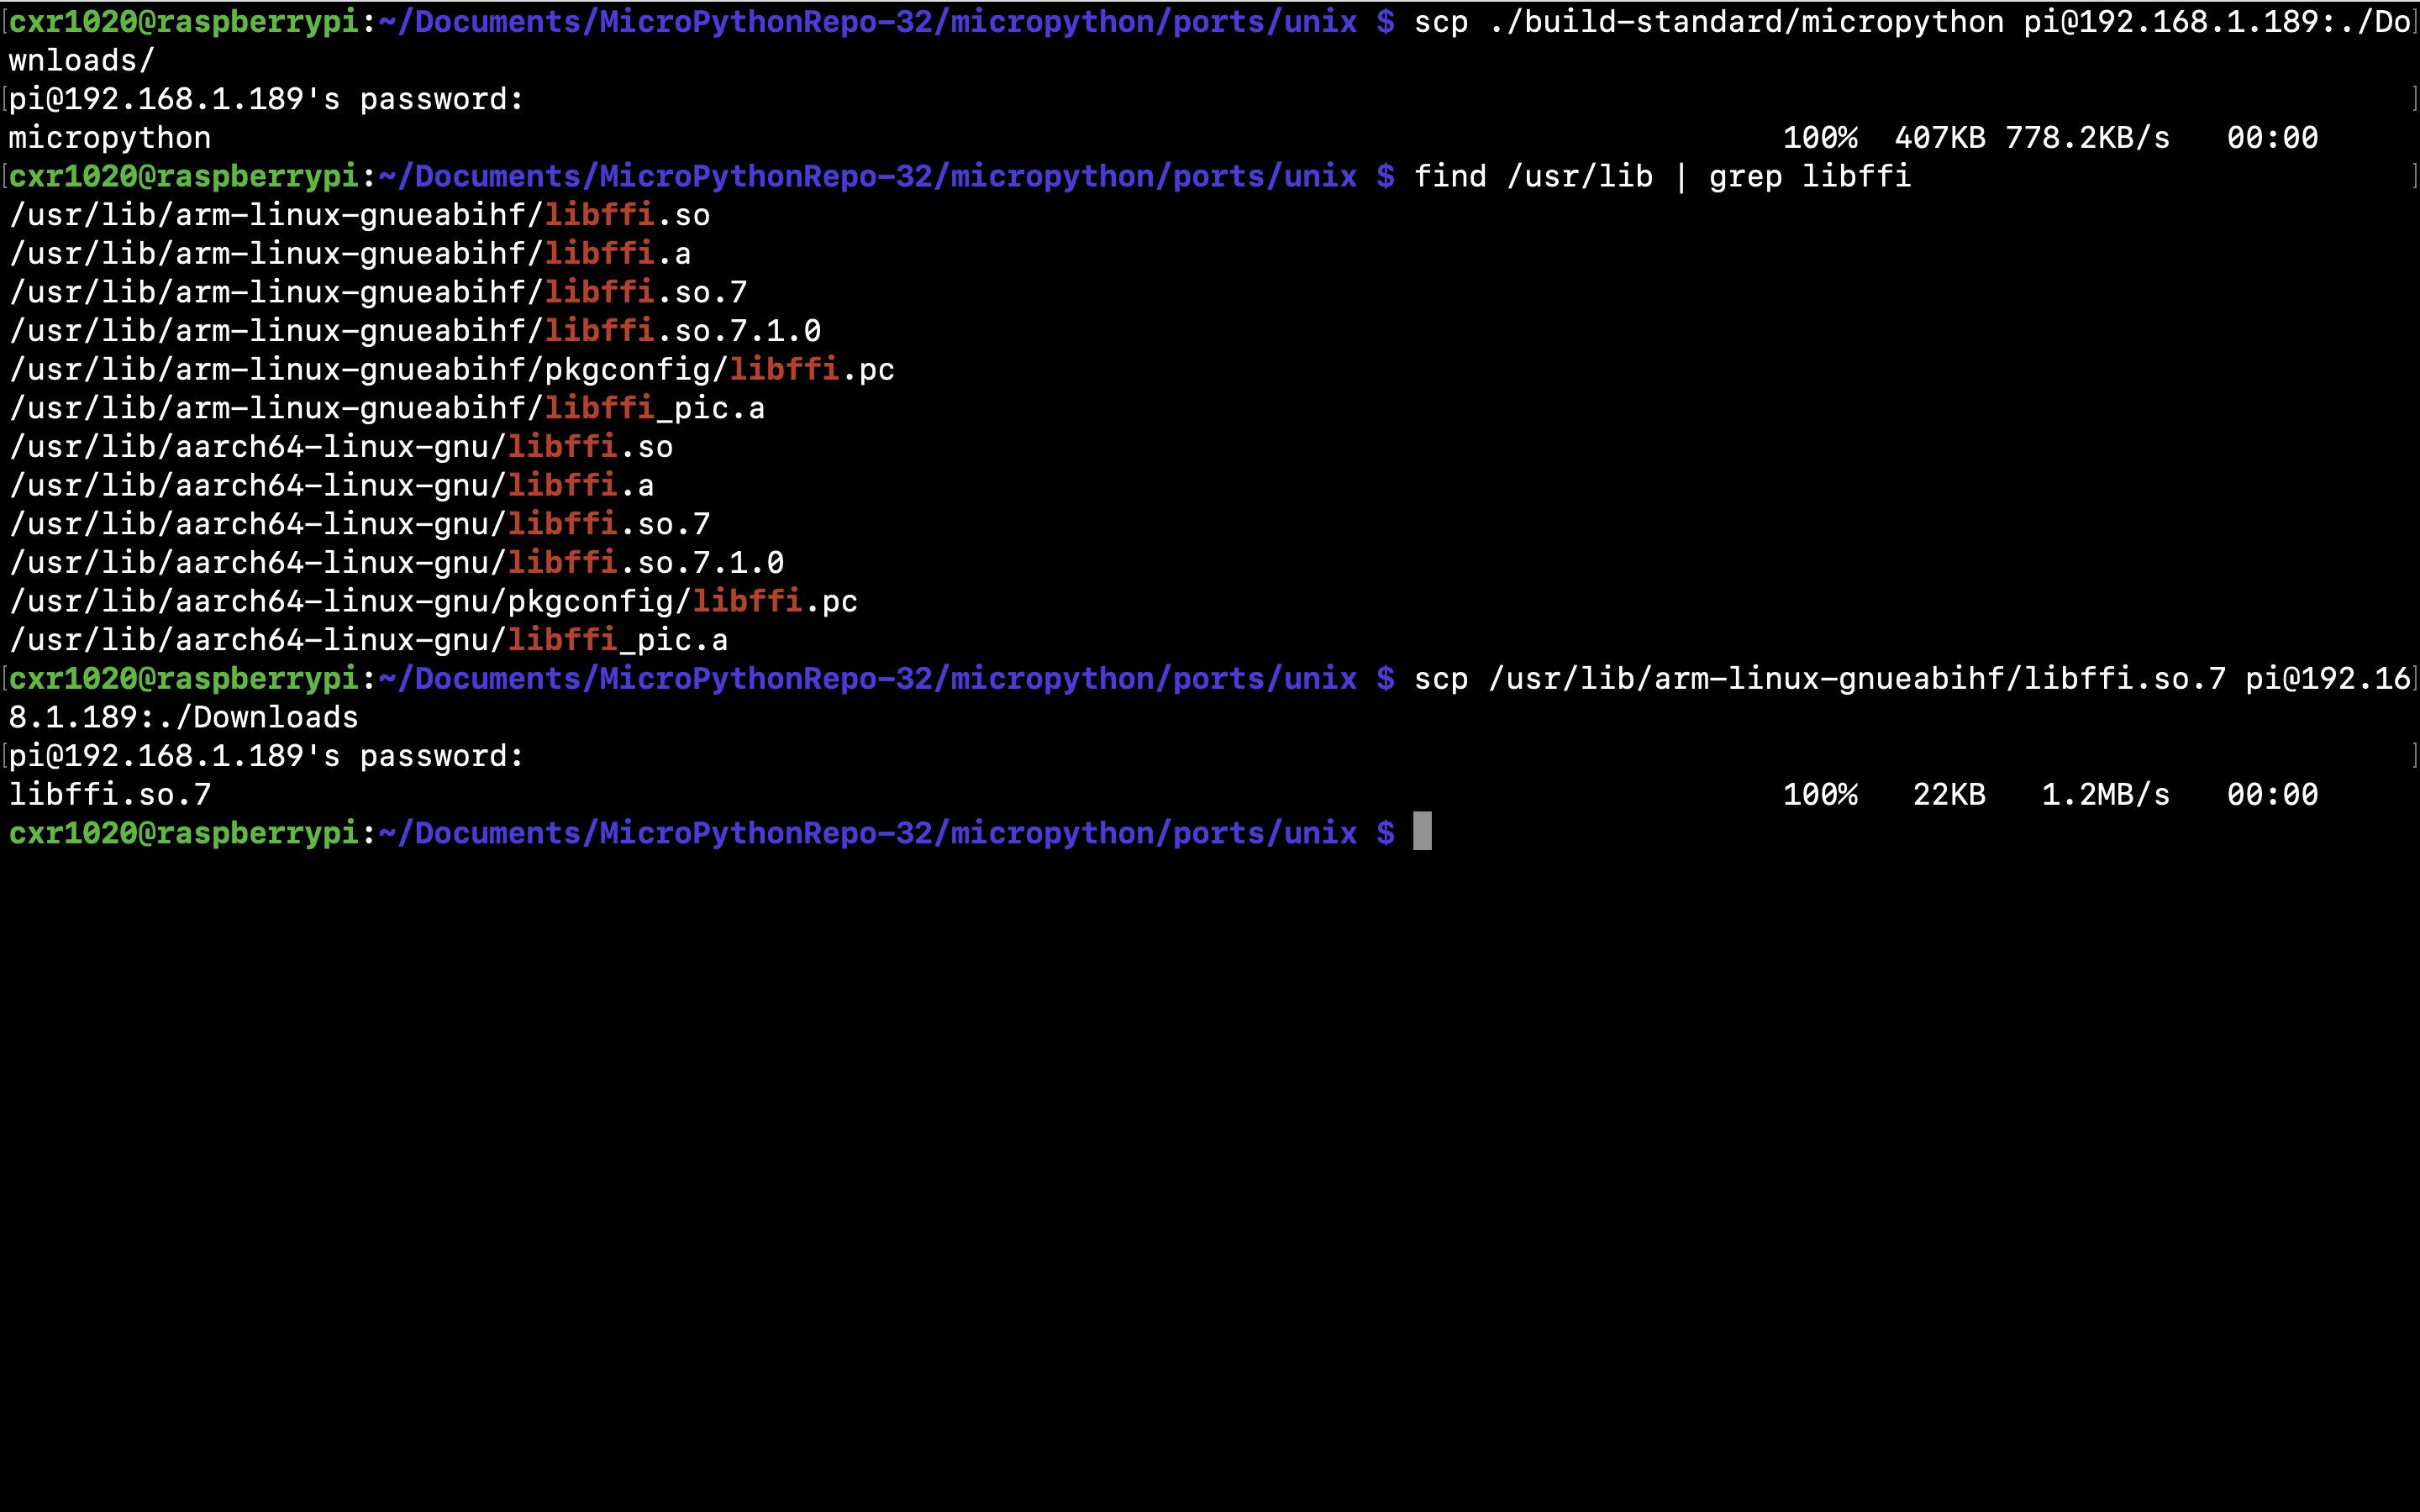 cxr1020@raspberrypi:~/Documents/MicroPythonRepo-32/micropython/ports/unix $ scp ./build-standard/micropython pi@192.168.1.189:./Do
wnloads/
pi@192.168.1.189's password:
micropython 100% 407KB 778.2KB/s 00:00
cxr1020@raspberrypi:~/Documents/MicroPythonRepo-32/micropython/ports/unix $ find /usr/lib | grep libffi
/usr/lib/arm-linux-gnueabihf/libffi.so
/usr/lib/arm-linux-gnueabihf/libffi.a
/usr/lib/arm-linux-gnueabihf/libffi.so.7
/usr/lib/arm-linux-gnueabihf/libffi.so.7.1.0
/usr/lib/arm-linux-gnueabihf/pkgconfig/libffi.pc
/usr/lib/arm-linux-gnueabihf/libffi_pic.a
/usr/lib/aarch64-linux-gnu/libffi.so
/usr/lib/aarch64-linux-gnu/libffi.a
/usr/lib/aarch64-linux-gnu/libffi.so.7
/usr/lib/aarch64-linux-gnu/libffi.so.7.1.0
/usr/lib/aarch64-linux-gnu/pkgconfig/libffi.pc
/usr/lib/aarch64-linux-gnu/libffi_pic.a
cxr1020@raspberrypi:~/Documents/MicroPythonRepo-32/micropython/ports/unix $ scp /usr/lib/arm-linux-gnueabihf/libffi.so.7 pi@192.16
8.1.189:./Downloads
pi@192.168.1.189's password:
libffi.so.7 100% 22KB 1.2MB/s 00:00
cxr1020@raspberrypi:~/Documents/MicroPythonRepo-32/micropython/ports/unix $